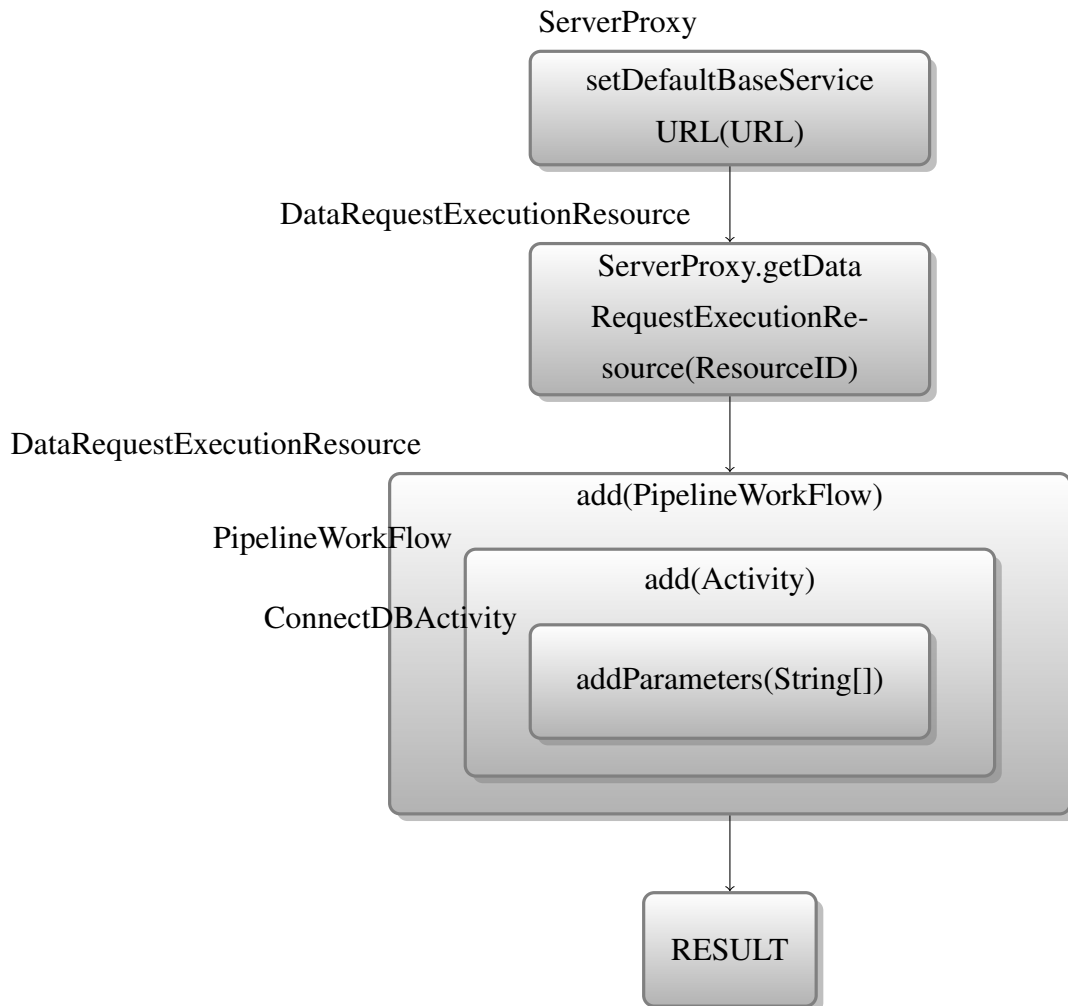 ServerProxy
setDefaultBaseService
URL(URL)
DataRequestExecutionResource
ServerProxy.getData
RequestExecutionRe-
source(ResourceID)
DataRequestExecutionResource
add(PipelineWorkFlow)
PipelineWorkFlow
add(Activity)
ConnectDBActivity
addParameters(String[])
RESULT